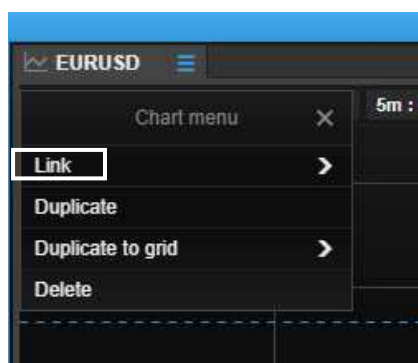 EURUSD
Chart menu
5m :
Link
Duplicate
Duplicate to grid
Delete